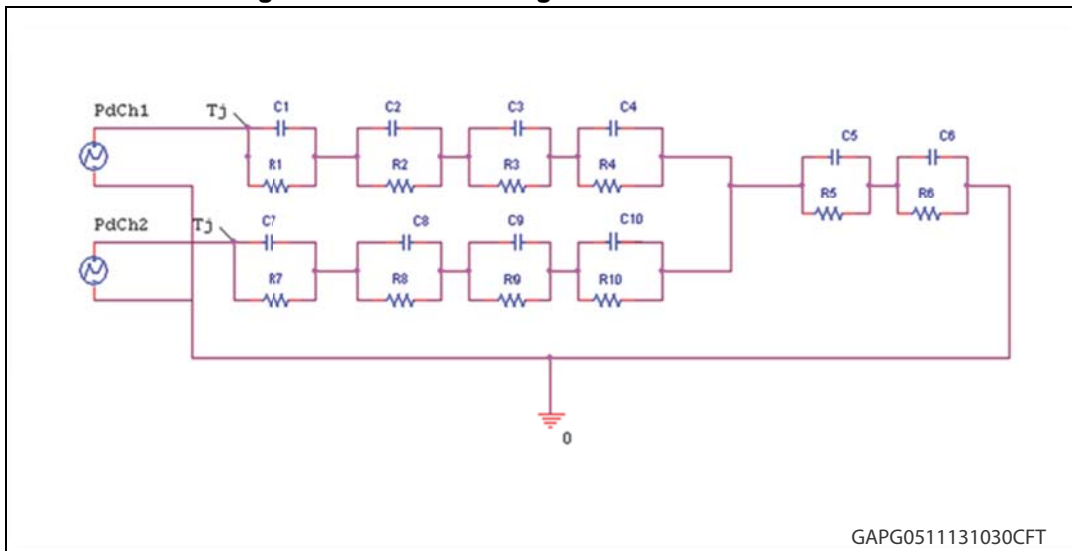 PdCh1 Tj C1 C2 C3 C4
C5 C6
R1 R2 R3 R4
R5 R6
PdCh2 Tj C7 C8 C9 C10
R7 R8 R9 R10
0
GAPG0511131030CFT